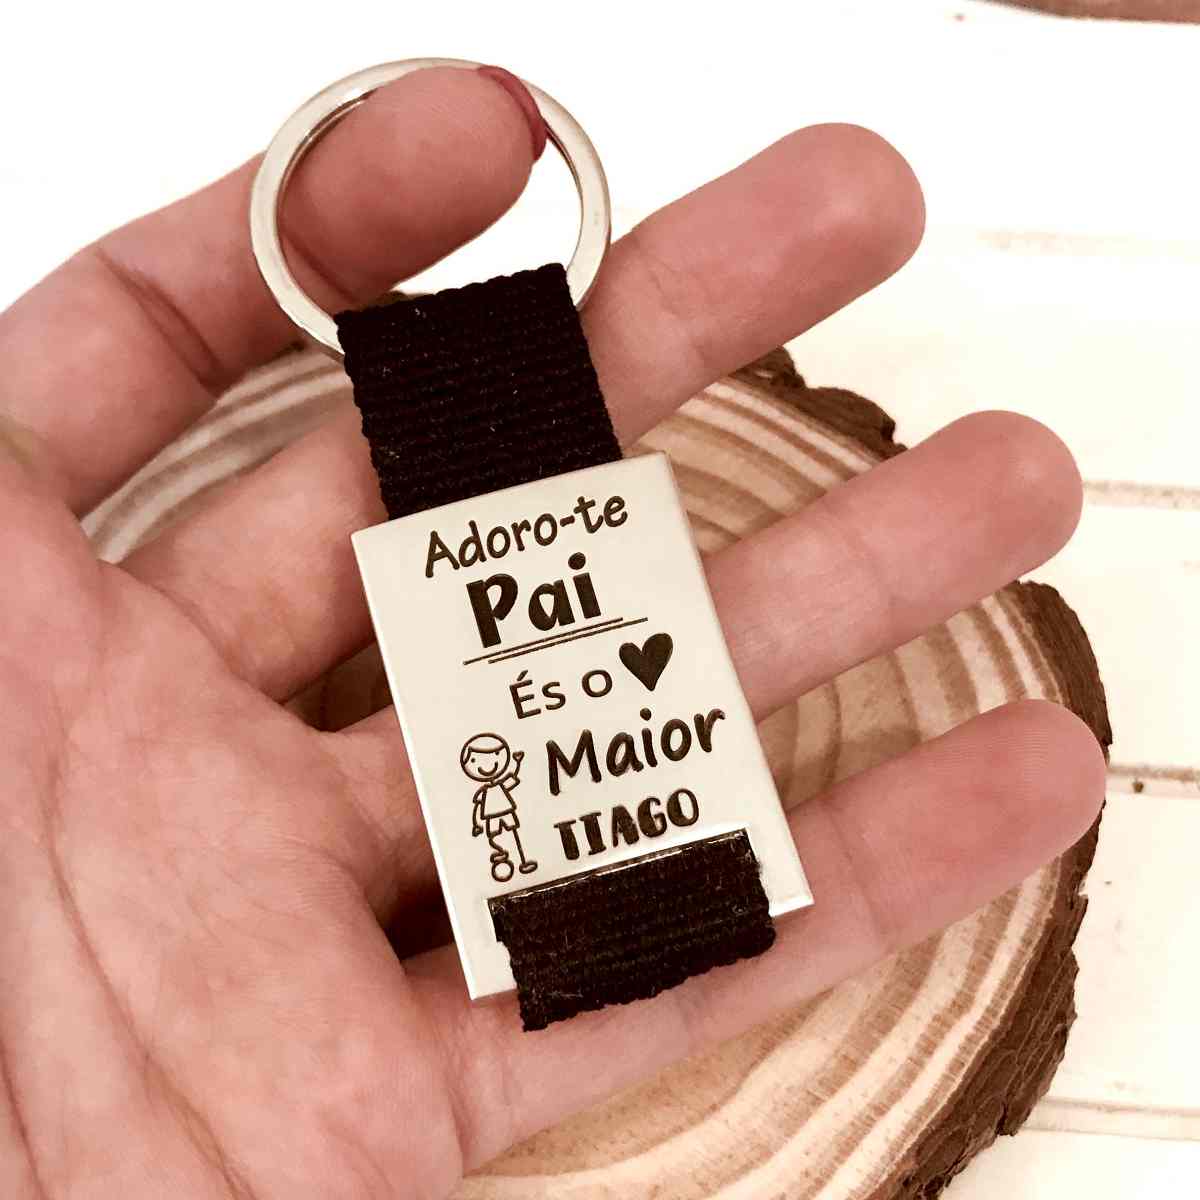 Adoro-te
Pai
És o
Maior
TIAGO